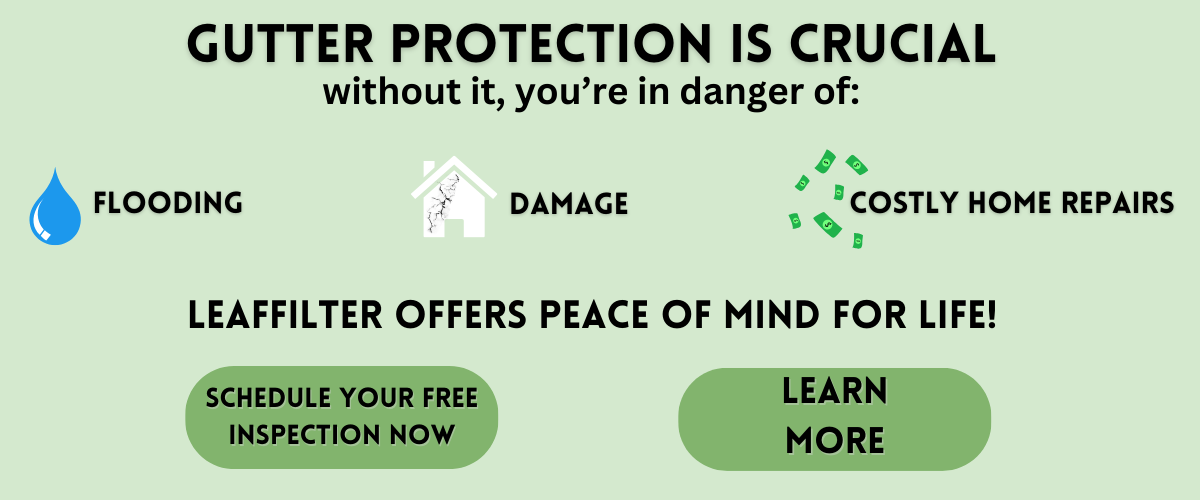 GUTTER PROTECTION IS CRUCIAL
without it, you’re in danger of:
FLOODING
DAMAGE
COSTLY HOME REPAIRS
LEAFFILTER OFFERS PEACE OF MIND FOR LIFE!
SCHEDULE YOUR FREE
INSPECTION NOW
LEARN
MORE